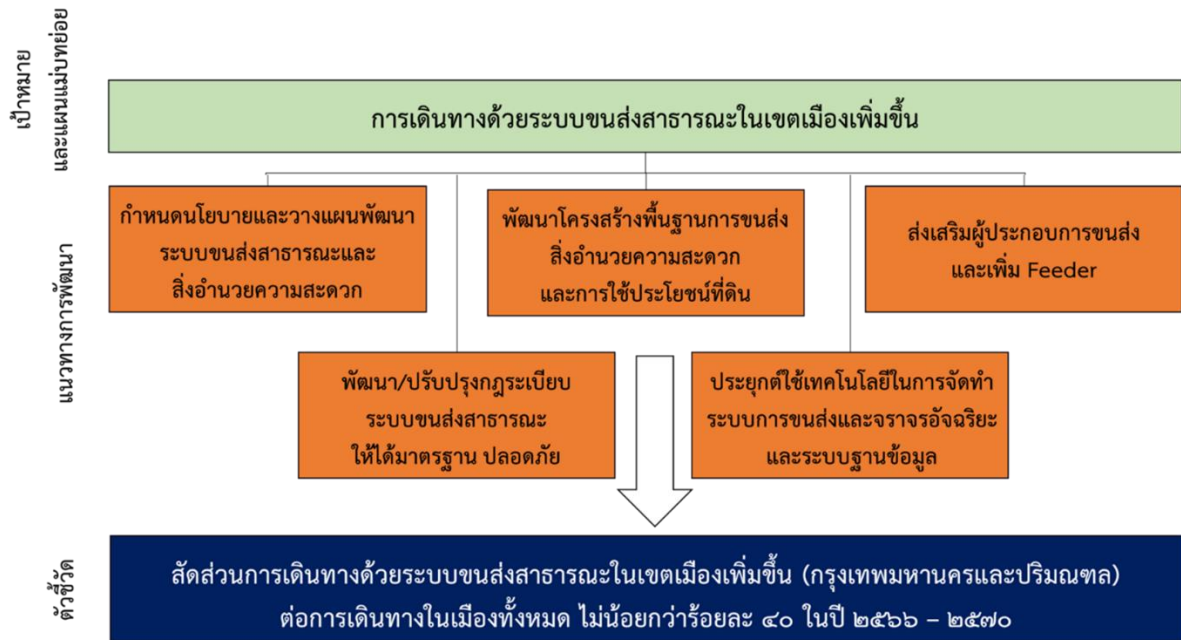 เป้าหมาย
และแผนแม่บทย่อย
การเดินทางด้วยระบบขนส่งสาธารณะในเขตเมืองเพิ่มขึ้น
แนวทางการพัฒนา
กำหนดนโยบายและวางแผนพัฒนา
ระบบขนส่งสาธารณะและ
สิ่งอำนวยความสะดวก
พัฒนาโครงสร้างพื้นฐานการขนส่ง
สิ่งอำนวยความสะดวก
และการใช้ประโยชน์ที่ดิน
ส่งเสริมผู้ประกอบการขนส่ง
และเพิ่ม Feeder
พัฒนา/ปรับปรุงกฎระเบียบ
ระบบขนส่งสาธารณะ
ให้ได้มาตรฐาน ปลอดภัย
ประยุกต์ใช้เทคโนโลยีในการจัดทำ
ระบบการขนส่งและจราจรอัจฉริยะ
และระบบฐานข้อมูล
ตัวชี้วัด
สัดส่วนการเดินทางด้วยระบบขนส่งสาธารณะในเขตเมืองเพิ่มขึ้น (กรุงเทพมหานครและปริมณฑล)
ต่อการเดินทางในเมืองทั้งหมด ไม่น้อยกว่าร้อยละ ๔๐ ในปี ๒๕๖๖ – ๒๕๗๐